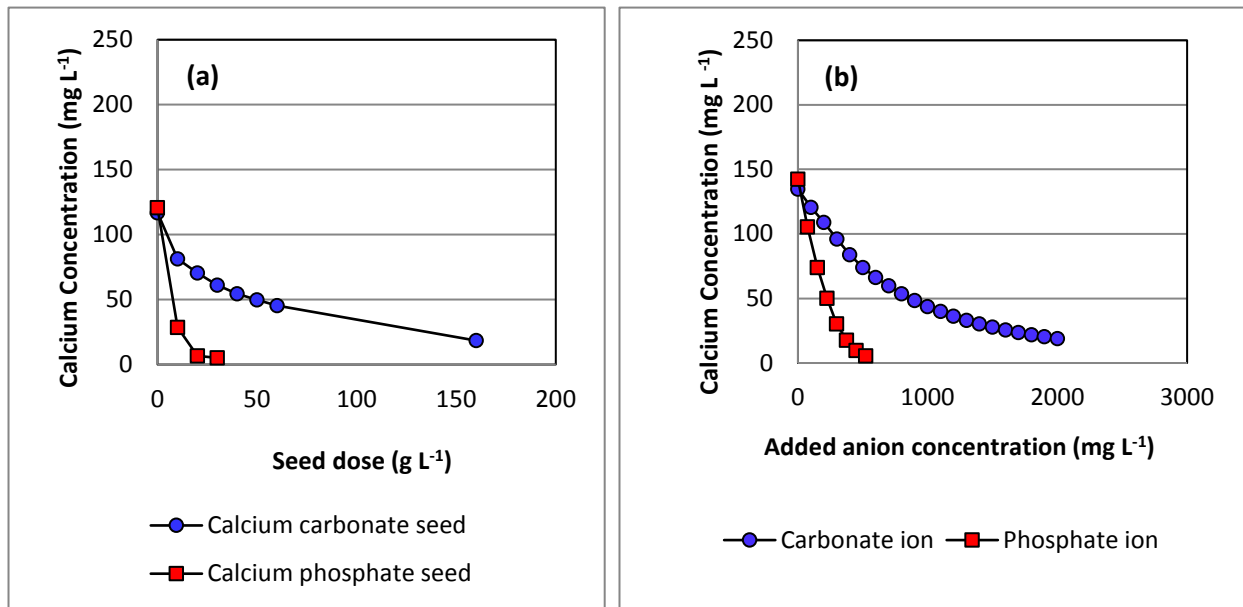 (a)
Calcium Concentration (mg L⁻¹)
250
200
150
100
50
0
0 50 100 150 200
Seed dose (g L⁻¹)
Calcium carbonate seed
Calcium phosphate seed
(b)
Calcium Concentration (mg L⁻¹)
250
200
150
100
50
0
0 1000 2000 3000
Added anion concentration (mg L⁻¹)
Carbonate ion Phosphate ion